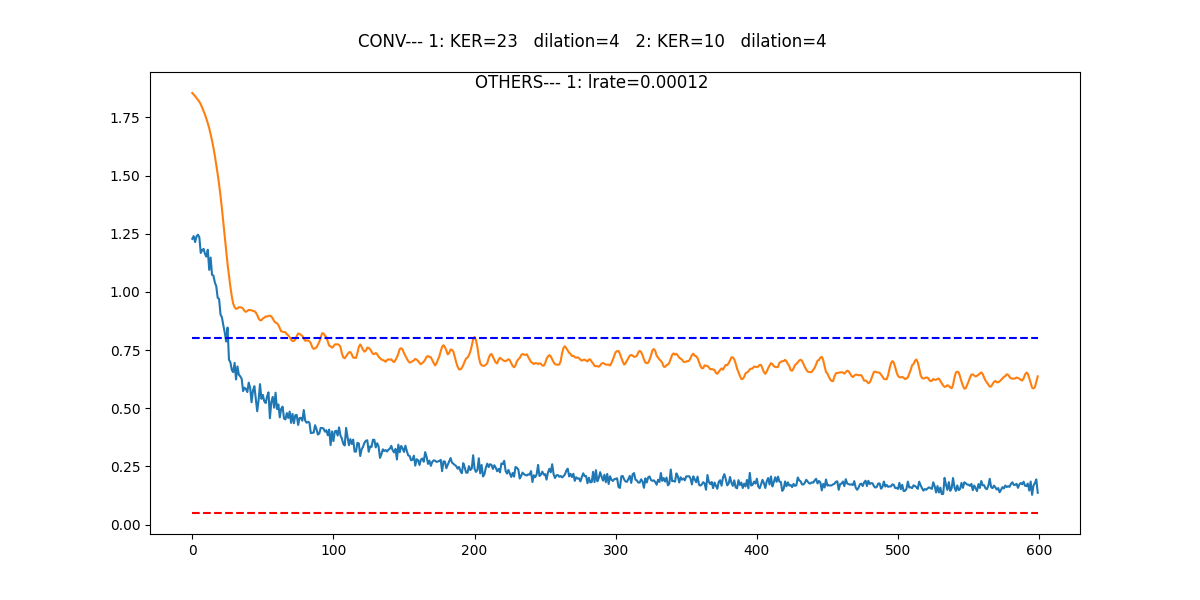 CONV--- 1: KER=23   dilation=4   2: KER=10   dilation=4
OTHERS--- 1: lrate=0.00012
1.75
1.50
1.25
1.00
0.75
0.50
0.25
0.00
0 100 200 300 400 500 600